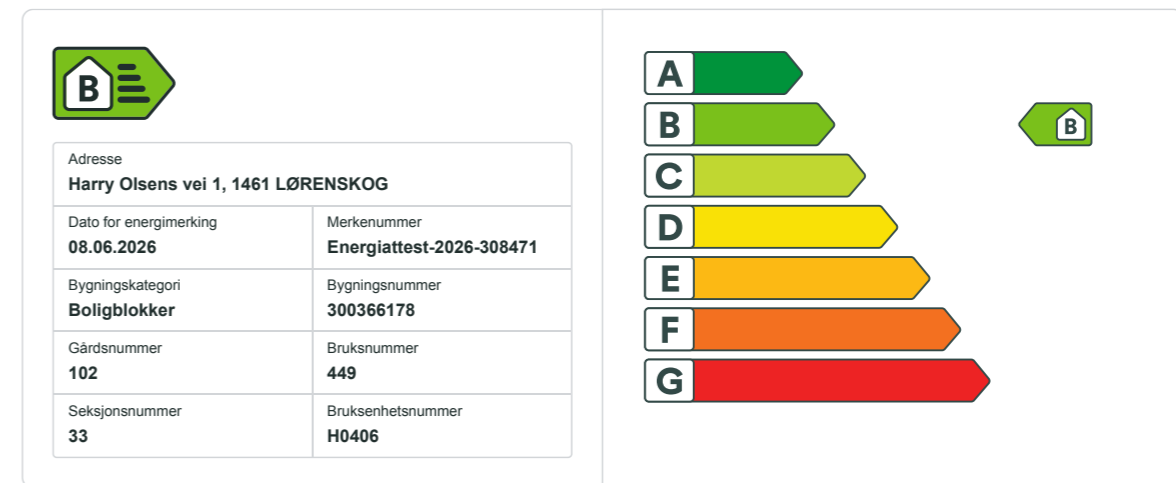 B
Adresse
Harry Olsens vei 1, 1461 LØRENSKOG
Dato for energimerking
08.06.2026
Merkenummer
Energiattest-2026-308471
Bygningskategori
Boligblokker
Bygningsnummer
300366178
Gårdsnummer
102
Bruksnummer
449
Seksjonsnummer
33
Bruksenhetsnummer
H0406
A
B
B
C
D
E
F
G